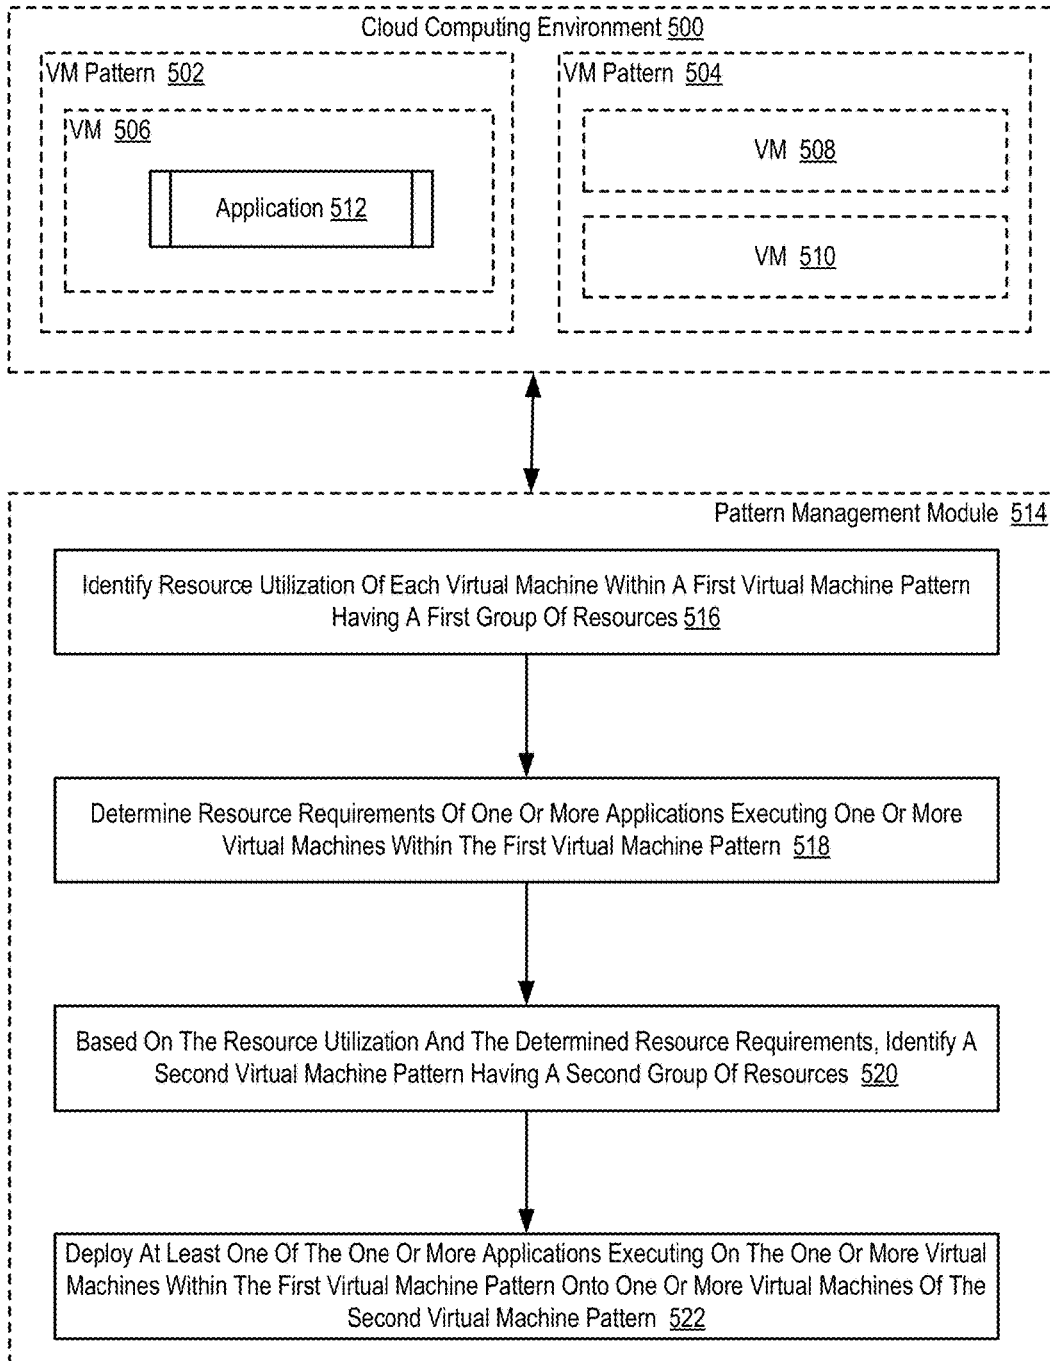 Cloud Computing Environment 500
VM Pattern 502
VM 506
Application 512
VM Pattern 504
VM 508
VM 510
Pattern Management Module 514
Identify Resource Utilization Of Each Virtual Machine Within A First Virtual Machine Pattern
Having A First Group Of Resources 516
Determine Resource Requirements Of One Or More Applications Executing One Or More
Virtual Machines Within The First Virtual Machine Pattern 518
Based On The Resource Utilization And The Determined Resource Requirements, Identify A
Second Virtual Machine Pattern Having A Second Group Of Resources 520
Deploy At Least One Of The One Or More Applications Executing On The One Or More Virtual
Machines Within The First Virtual Machine Pattern Onto One Or More Virtual Machines Of The
Second Virtual Machine Pattern 522